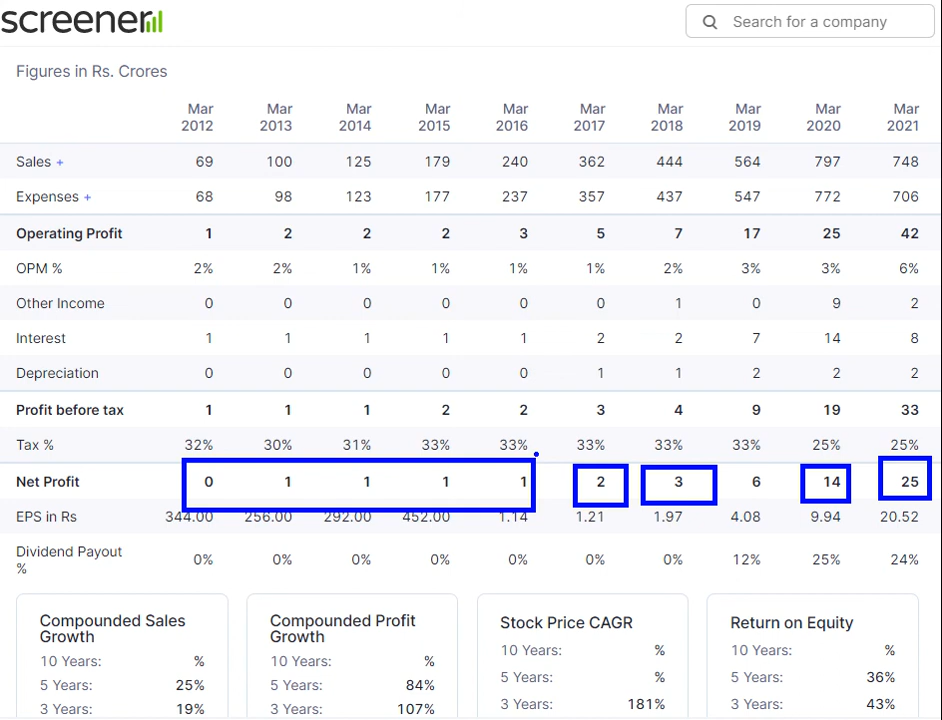 screener
Search for a company
Figures in Rs. Crores
Mar 2012 Mar 2013 Mar 2014 Mar 2015 Mar 2016 Mar 2017 Mar 2018 Mar 2019 Mar 2020 Mar 2021
Sales + 69 100 125 179 240 362 444 564 797 748
Expenses + 68 98 123 177 237 357 437 547 772 706
Operating Profit 1 2 2 2 3 5 7 17 25 42
OPM % 2% 2% 1% 1% 1% 1% 2% 3% 3% 6%
Other Income 0 0 0 0 0 0 1 0 9 2
Interest 1 1 1 1 1 2 2 7 14 8
Depreciation 0 0 0 0 0 1 1 2 2 2
Profit before tax 1 1 1 2 2 3 4 9 19 33
Tax % 32% 30% 31% 33% 33% 33% 33% 33% 25% 25%
Net Profit 0 1 1 1 1 2 3 6 14 25
EPS in Rs 344.00 256.00 292.00 452.00 1.14 1.21 1.97 4.08 9.94 20.52
Dividend Payout % 0% 0% 0% 0% 0% 0% 0% 12% 25% 24%
Compounded Sales Growth
10 Years: %
5 Years: 25%
3 Years: 19%
Compounded Profit Growth
10 Years: %
5 Years: 84%
3 Years: 107%
Stock Price CAGR
10 Years: %
5 Years: %
3 Years: 181%
Return on Equity
10 Years: %
5 Years: 36%
3 Years: 43%